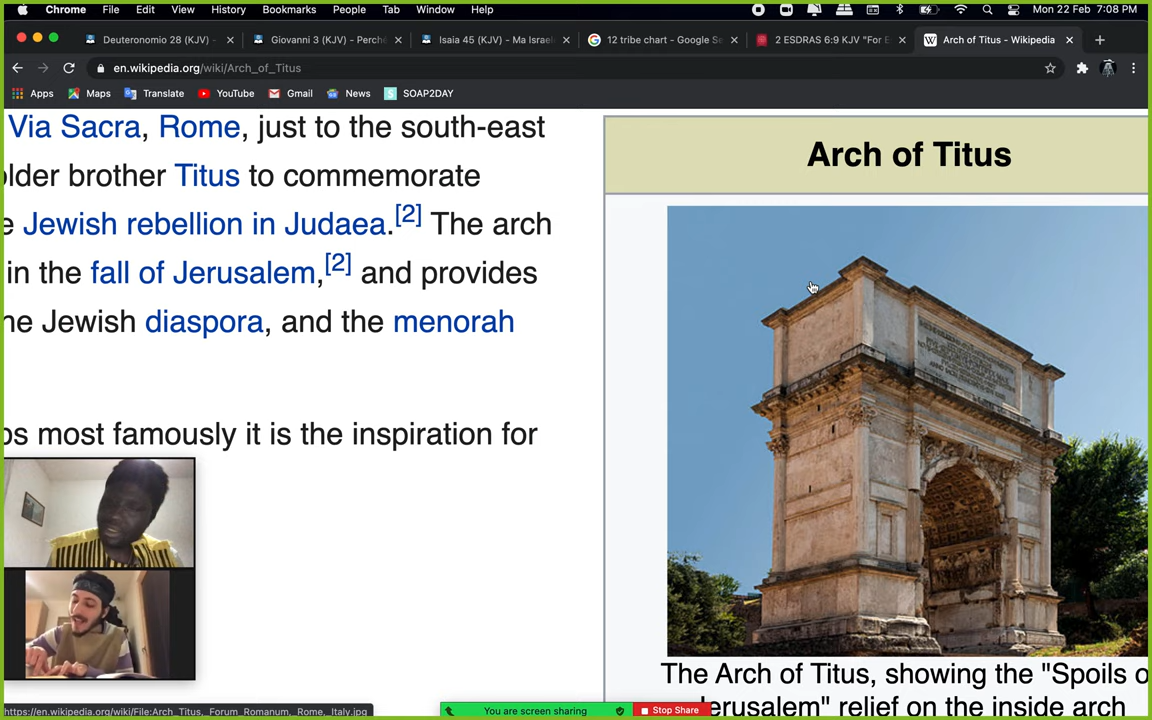 Chrome File Edit View History Bookmarks People Tab Window Help Mon 22 Feb 7:08 PM
Deuteronomio 28 (KJV) - Giovanni 3 (KJV) - Perché Isaia 45 (KJV) - Ma Israel 12 tribe chart - Google Se 2 ESDRAS 6:9 KJV "For E Arch of Titus - Wikipedia
en.wikipedia.org/wiki/Arch_of_Titus
Apps Maps Translate YouTube Gmail News SOAP2DAY
Via Sacra, Rome, just to the south-east
older brother Titus to commemorate
e Jewish rebellion in Judaea.[2] The arch
in the fall of Jerusalem,[2] and provides
he Jewish diaspora, and the menorah
ps most famously it is the inspiration for
Arch of Titus
The Arch of Titus, showing the "Spoils o
erusalem" relief on the inside arch
https://en.wikipedia.org/wiki/File:Arch_Titus,_Forum_Romanum,_Rome,_Italy.jpg
You are screen sharing Stop Share